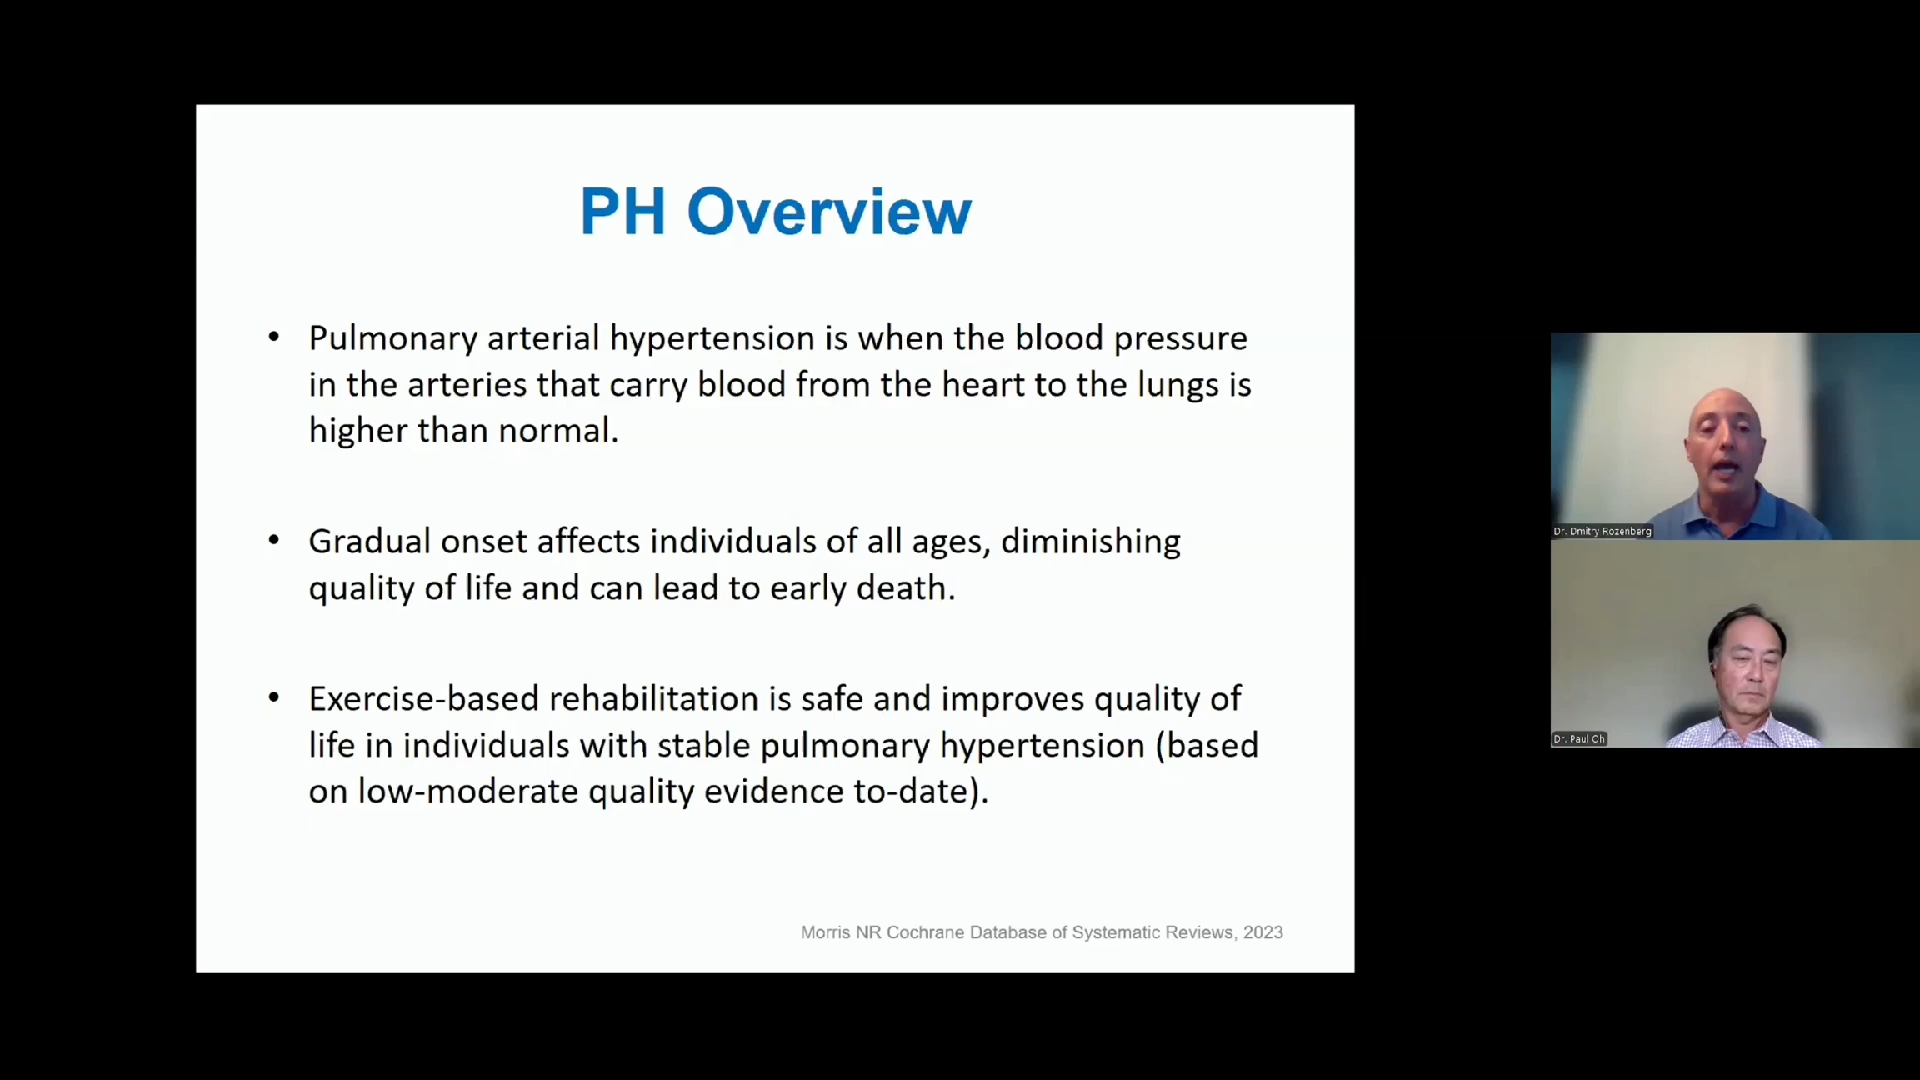 PH Overview
• Pulmonary arterial hypertension is when the blood pressure
in the arteries that carry blood from the heart to the lungs is
higher than normal.
• Gradual onset affects individuals of all ages, diminishing
quality of life and can lead to early death.
• Exercise-based rehabilitation is safe and improves quality of
life in individuals with stable pulmonary hypertension (based
on low-moderate quality evidence to-date).
Morris NR Cochrane Database of Systematic Reviews, 2023
Dr. Dmitry Rozenberg
Dr. Paul Oh